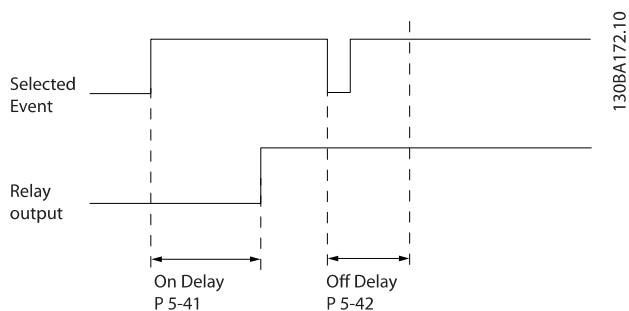 130BA172.10
Selected
Event
Relay
output
On Delay
P 5-41
Off Delay
P 5-42